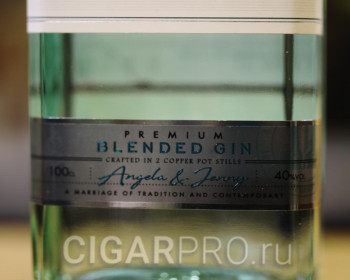 PREMIUM
BLENDED GIN
CRAFTED IN 2 COPPER POT STILLS
100CL Angela & Jenny 40%
A MARRIAGE OF TRADITION AND CONTEMPORARY
CIGARPRO.ru